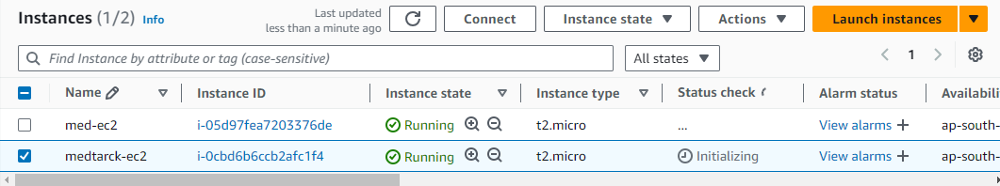 Instances (1/2) Info
Last updated
less than a minute ago
Connect
Instance state
Actions
Launch instances
Find Instance by attribute or tag (case-sensitive)
All states
1
Name Instance ID Instance state Instance type Status check Alarm status Availabili
med-ec2 i-05d97fea7203376de Running t2.micro ... View alarms + ap-south-
medtarck-ec2 i-0cbd6b6ccb2afc1f4 Running t2.micro Initializing View alarms + ap-south-